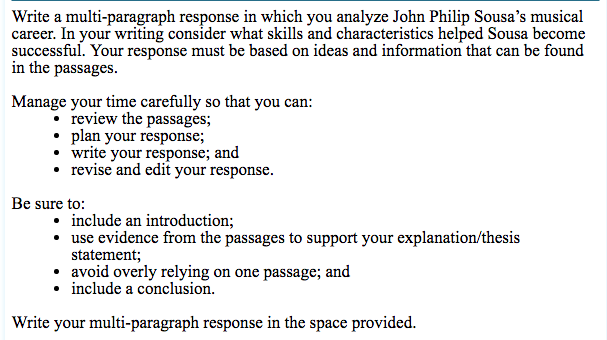 Write a multi-paragraph response in which you analyze John Philip Sousa's musical
career. In your writing consider what skills and characteristics helped Sousa become
successful. Your response must be based on ideas and information that can be found
in the passages.
Manage your time carefully so that you can:
• review the passages;
• plan your response;
• write your response; and
• revise and edit your response.
Be sure to:
• include an introduction;
• use evidence from the passages to support your explanation/thesis
statement;
• avoid overly relying on one passage; and
• include a conclusion.
Write your multi-paragraph response in the space provided.